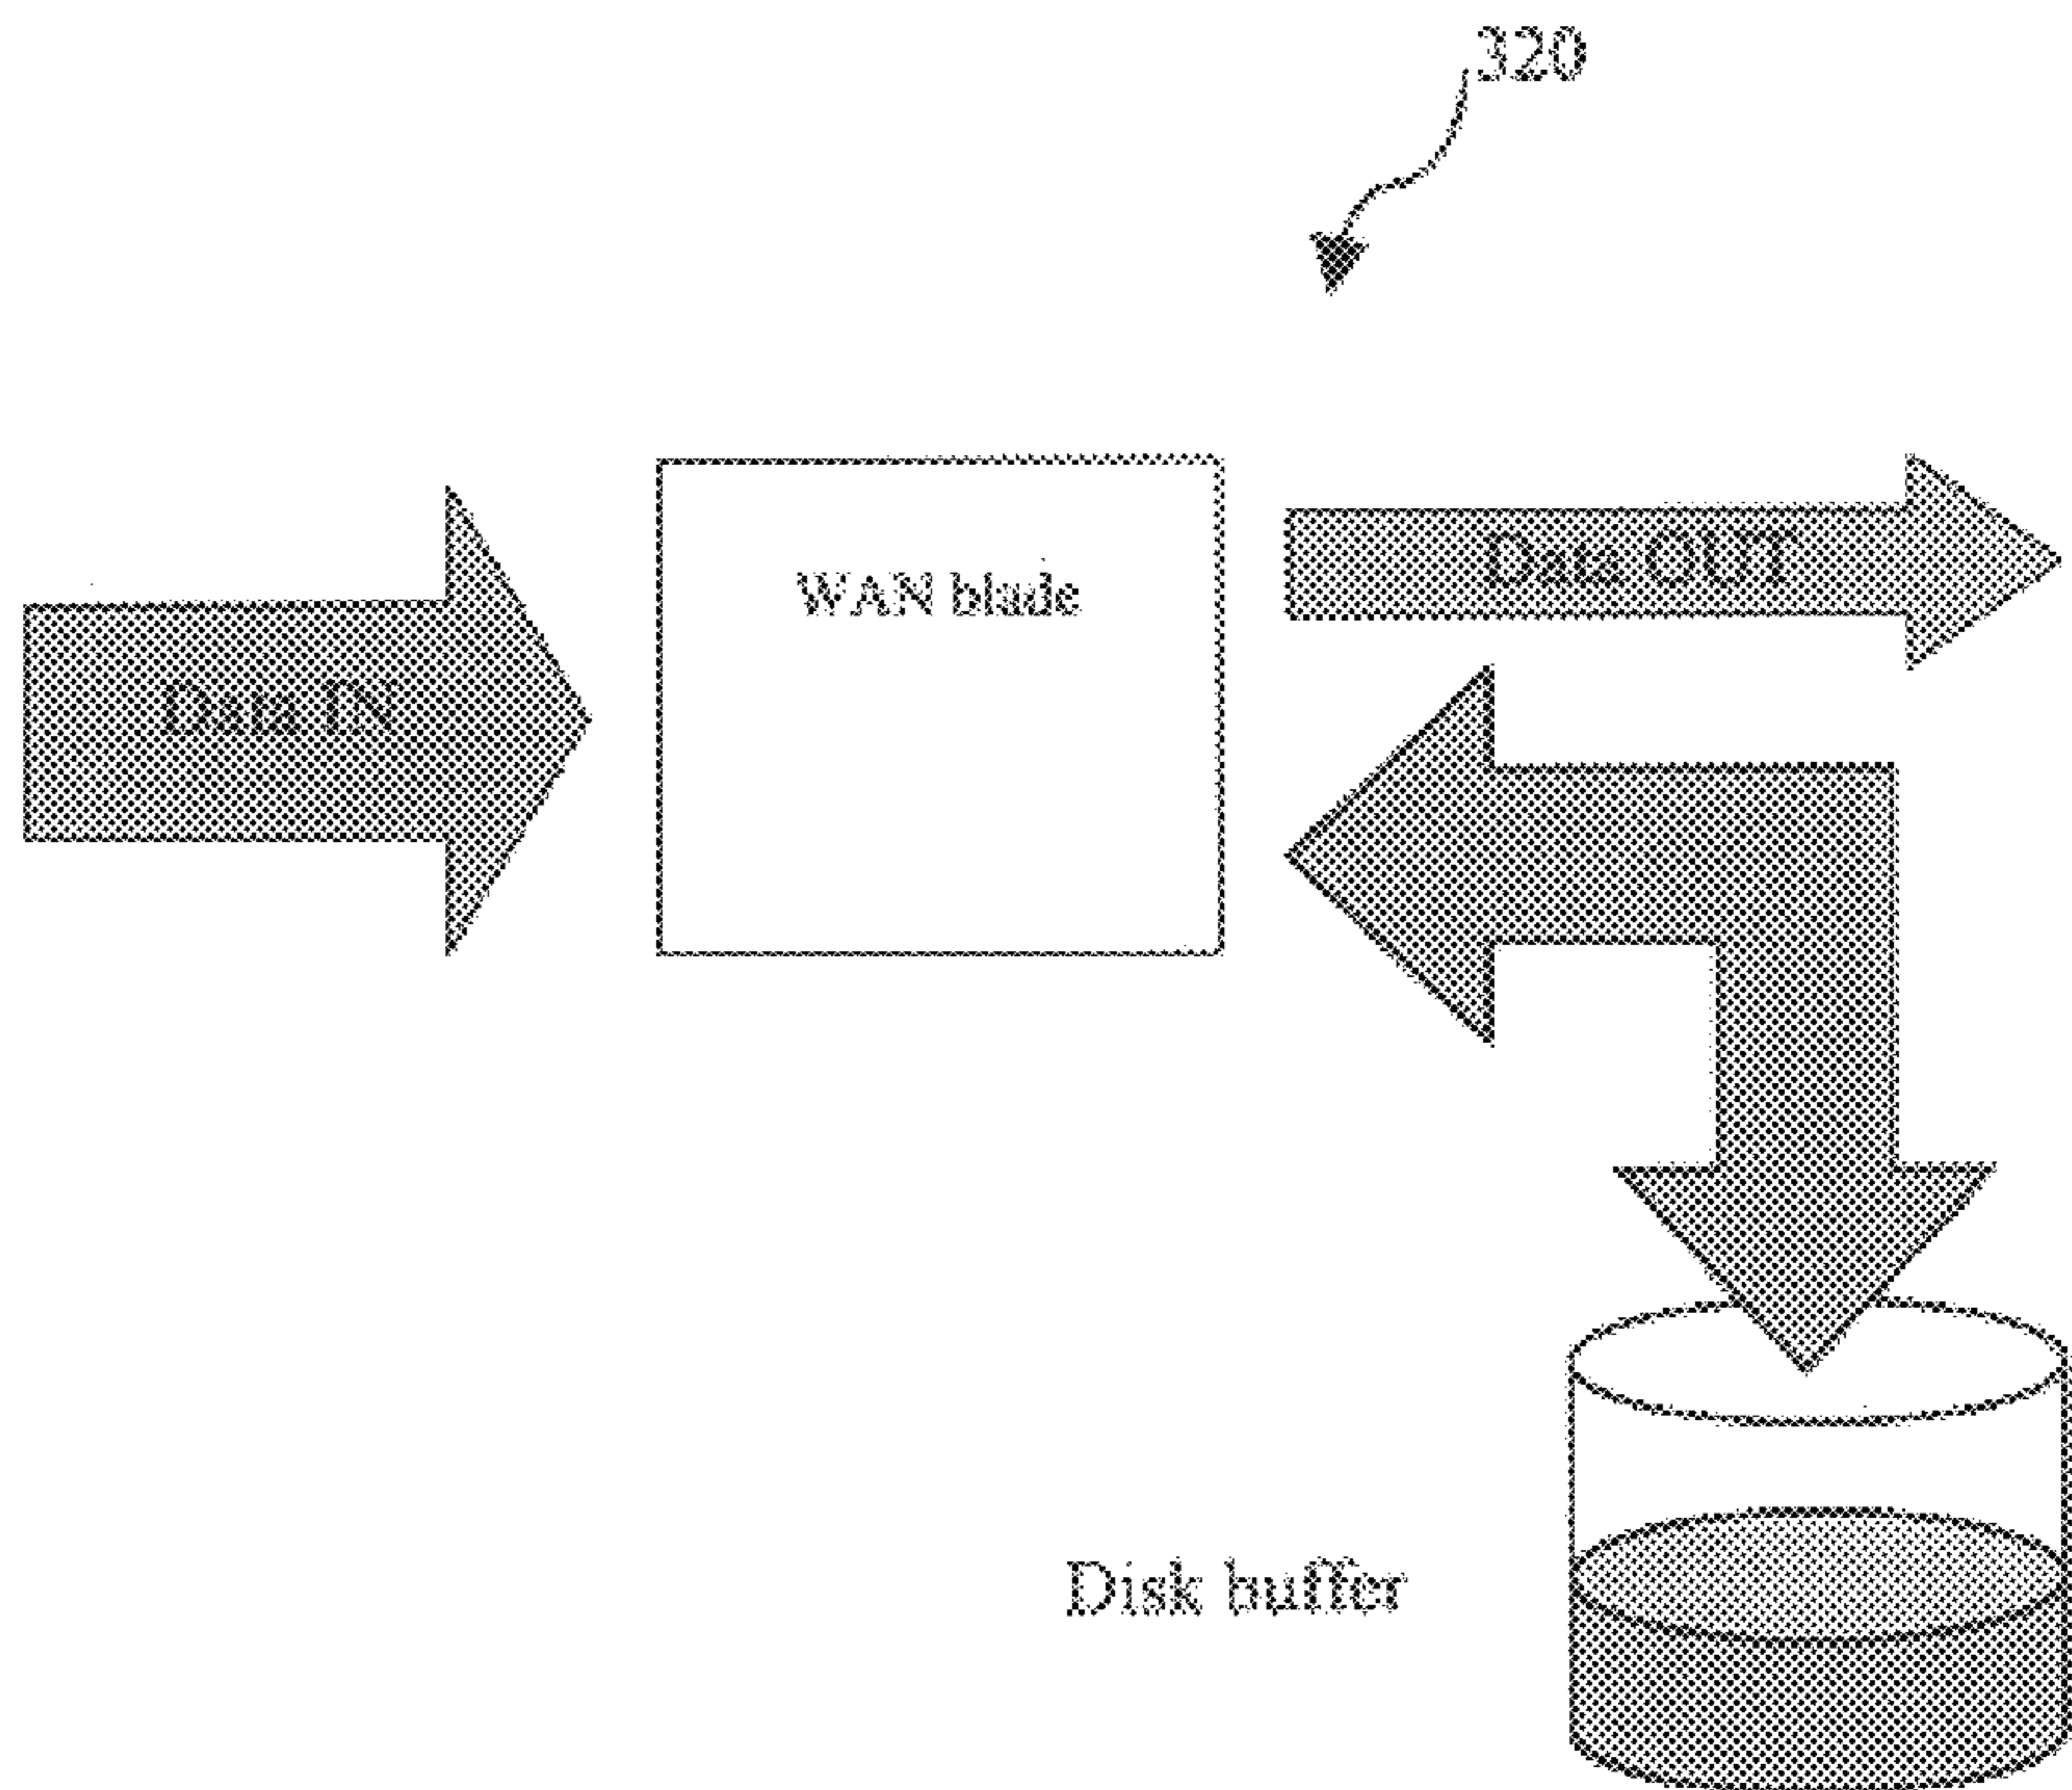 320
WAN blade
Data OUT
Data IN
Disk buffer